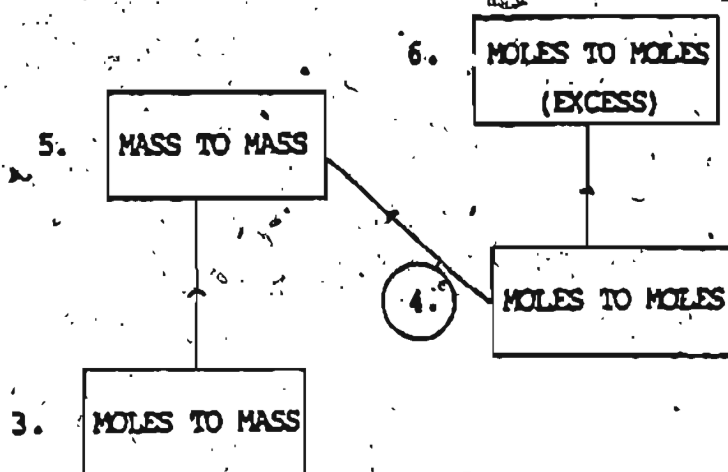 6. MOLES TO MOLES
(EXCESS)
5. MASS TO MASS
4. MOLES TO MOLES
3. MOLES TO MASS